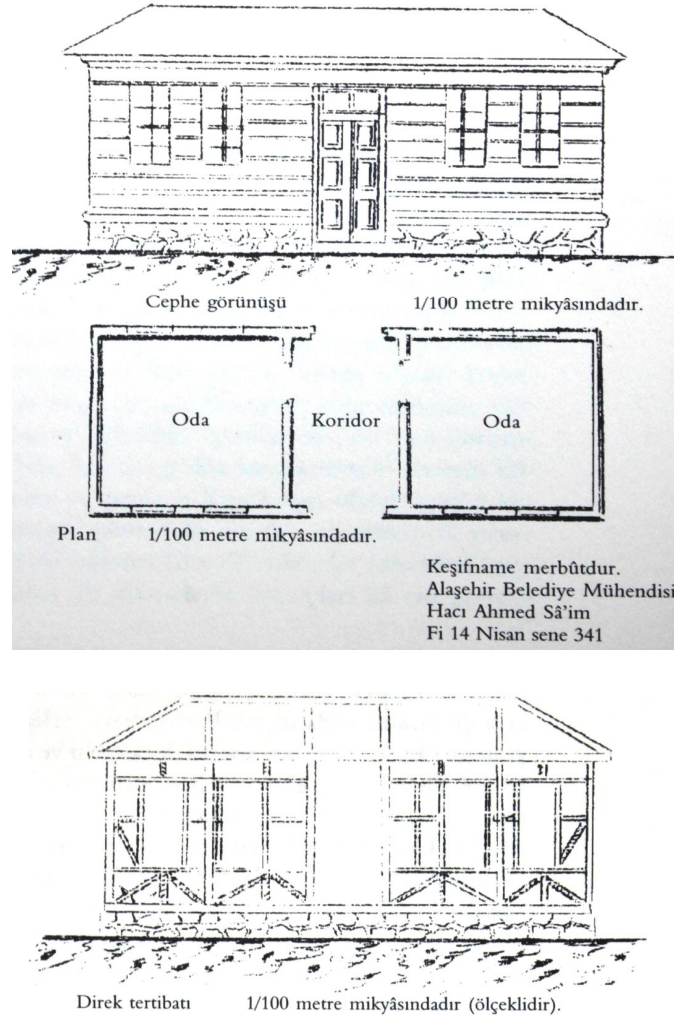 Cephe görünüşü 1/100 metre mikyâsındadır.
Oda Koridor Oda
Plan 1/100 metre mikyâsındadır.
Keşifname merbûtdur.
Alaşehir Belediye Mühendisi
Hacı Ahmed Sâ'im
Fi 14 Nisan sene 341
Direk tertibatı 1/100 metre mikyâsındadır (ölçeklidir).